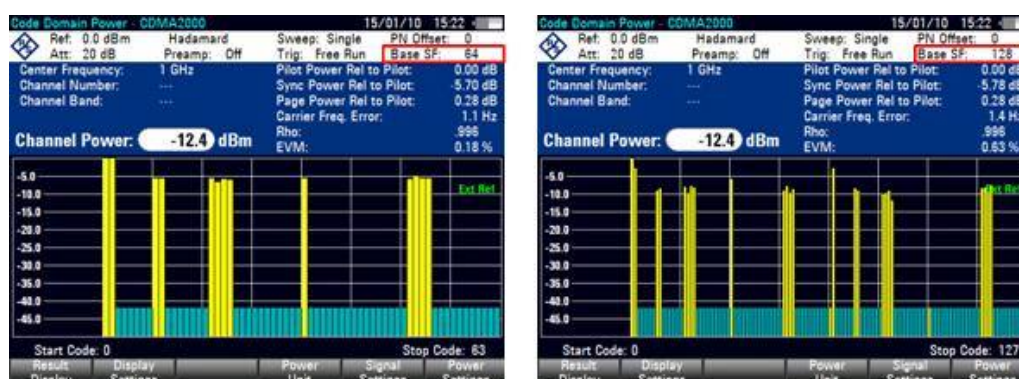 Code Domain Power - CDMA2000 15/01/10 15:22
Ref: 0.0 dBm Hadamard Sweep: Single PN Offset: 0
Att: 20 dB Preamp: Off Trig: Free Run Base SF: 64
Center Frequency: 1 GHz Pilot Power Rel to Pilot: 0.00 dB
Channel Number: --- Sync Power Rel to Pilot: -5.70 dB
Channel Band: --- Page Power Rel to Pilot: 0.28 dB
Carrier Freq. Error: 1.1 Hz
Rho: .996
Channel Power: -12.4 dBm EVM: 0.18 %
-5.0
Ext Ref
-10.0
-15.0
-20.0
-25.0
-30.0
-35.0
-40.0
-45.0
Start Code: 0 Stop Code: 63
Result Display Power Signal Power
Display Settings Unit Settings Settings
Code Domain Power - CDMA2000 15/01/10 15:22
Ref: 0.0 dBm Hadamard Sweep: Single PN Offset: 0
Att: 20 dB Preamp: Off Trig: Free Run Base SF: 128
Center Frequency: 1 GHz Pilot Power Rel to Pilot: 0.00 dB
Channel Number: --- Sync Power Rel to Pilot: -5.78 dB
Channel Band: --- Page Power Rel to Pilot: 0.28 dB
Carrier Freq. Error: 1.4 Hz
Rho: .996
Channel Power: -12.4 dBm EVM: 0.63 %
-5.0
Ext Ref
-10.0
-15.0
-20.0
-25.0
-30.0
-35.0
-40.0
-45.0
Start Code: 0 Stop Code: 127
Result Display Power Signal Power
Display Settings Unit Settings Settings